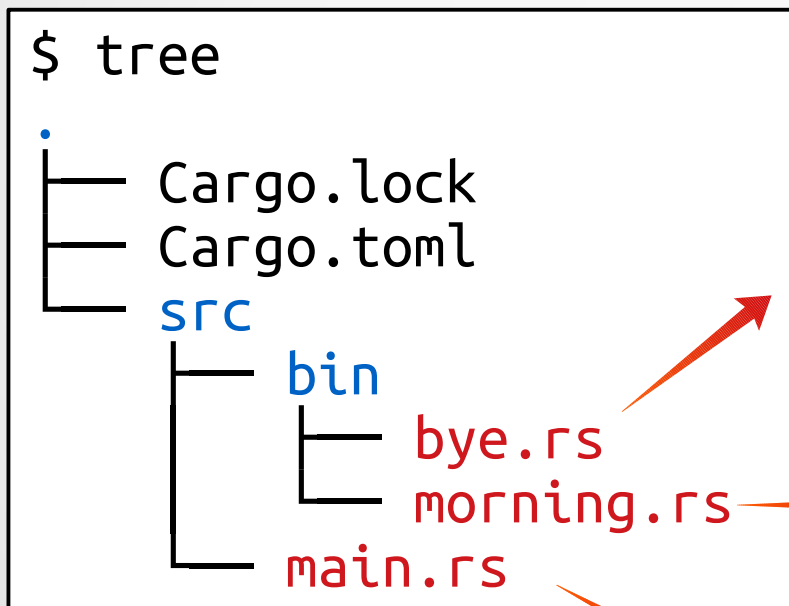 $ tree
.
├── Cargo.lock
├── Cargo.toml
└── src
    ├── bin
    │   ├── bye.rs
    │   └── morning.rs
    └── main.rs